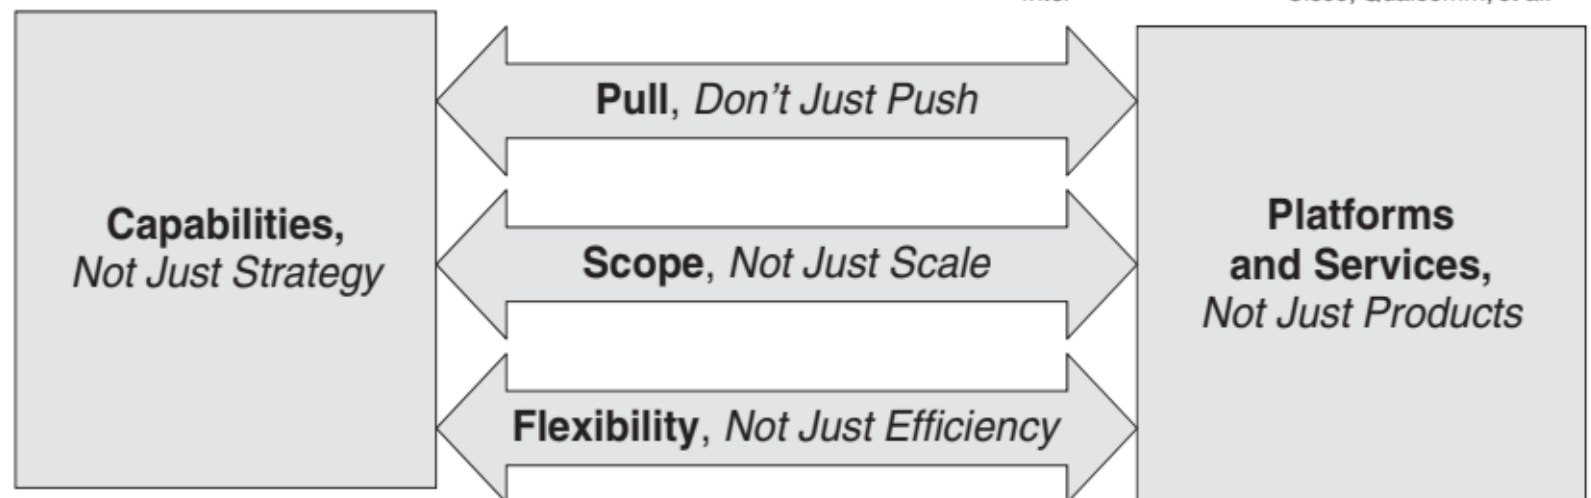 Capabilities,
Not Just Strategy
Pull, Don't Just Push
Scope, Not Just Scale
Flexibility, Not Just Efficiency
Platforms
and Services,
Not Just Products